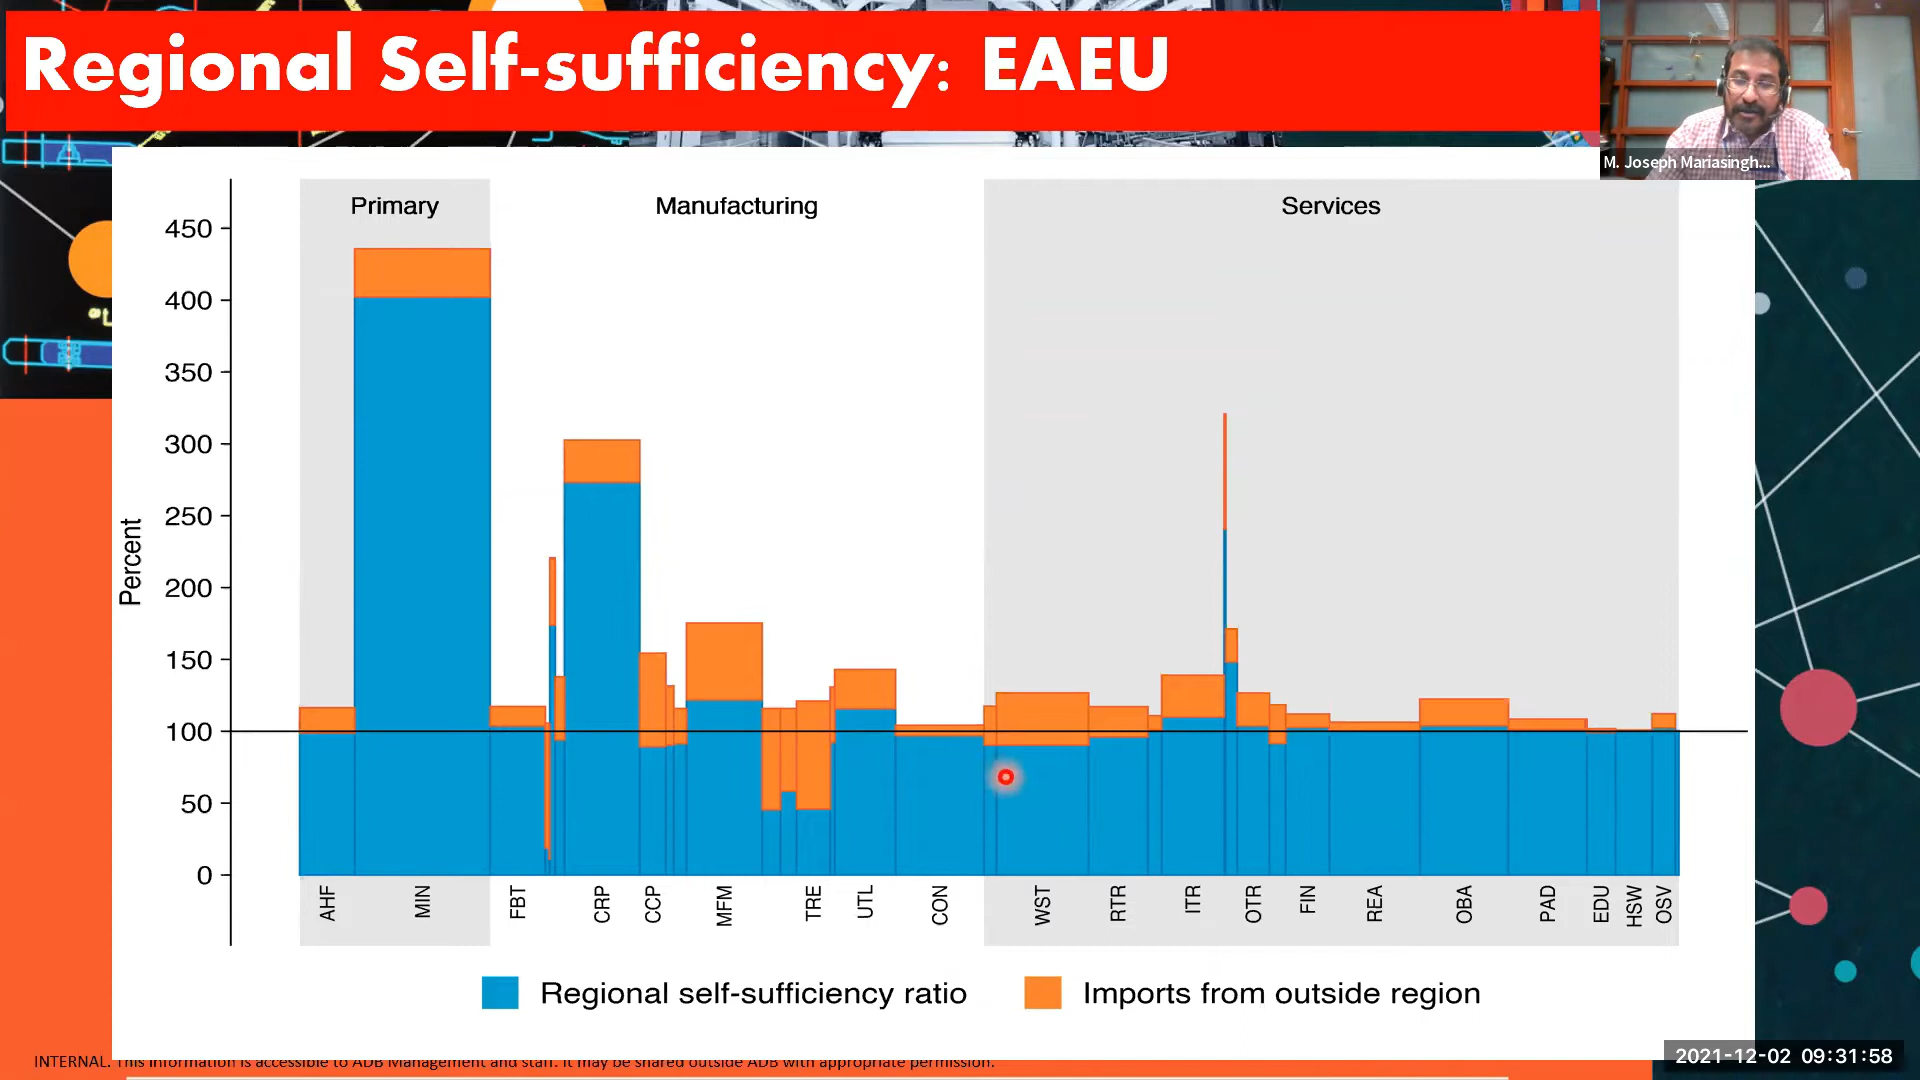 Regional Self-sufficiency: EAEU
M. Joseph Mariasingh...
Primary
Manufacturing
Services
450
400
350
300
250
200
150
100
50
0
Percent
AHF
MIN
FBT
CRP
CCP
MFM
TRE
UTL
CON
WST
RTR
ITR
OTR
FIN
REA
OBA
PAD
EDU
HSW
OSV
Regional self-sufficiency ratio
Imports from outside region
INTERNAL. This information is accessible to ADB Management and staff. It may be shared outside ADB with appropriate permission.
2021-12-02 09:31:58